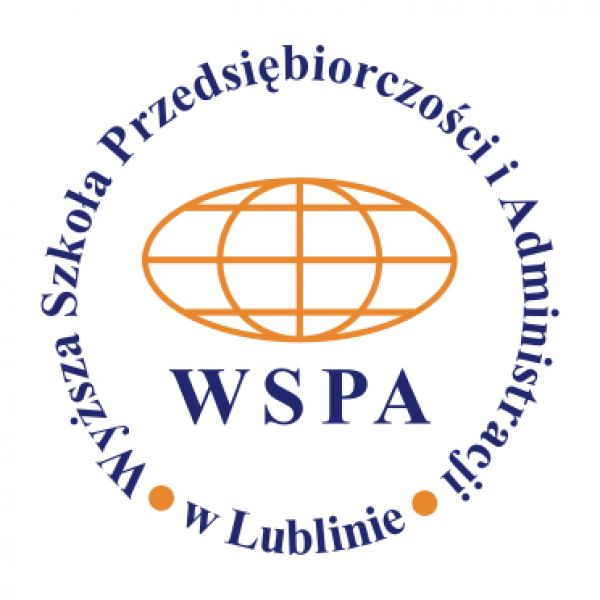 Wyższa Szkoła Przedsiębiorczości i Administracji
w Lublinie
WSPA